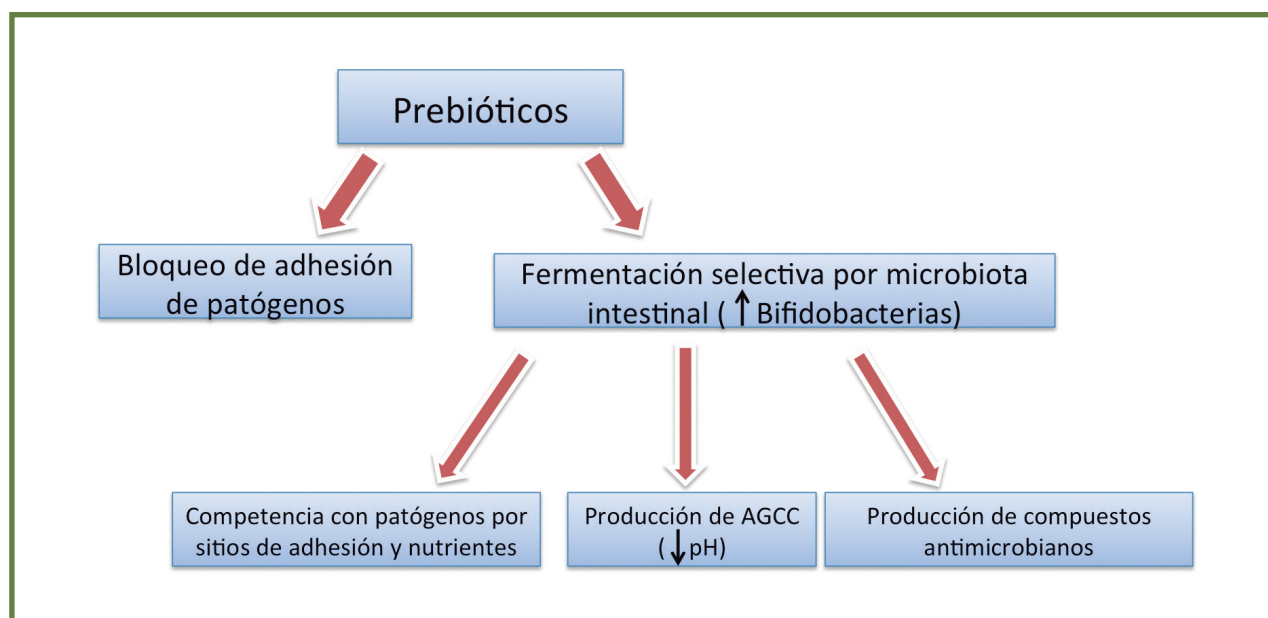 Prebióticos
Bloqueo de adhesión
de patógenos
Fermentación selectiva por microbiota
intestinal ( ↑ Bifidobacterias)
Competencia con patógenos por
sitios de adhesión y nutrientes
Producción de AGCC
( ↓ pH)
Producción de compuestos
antimicrobianos